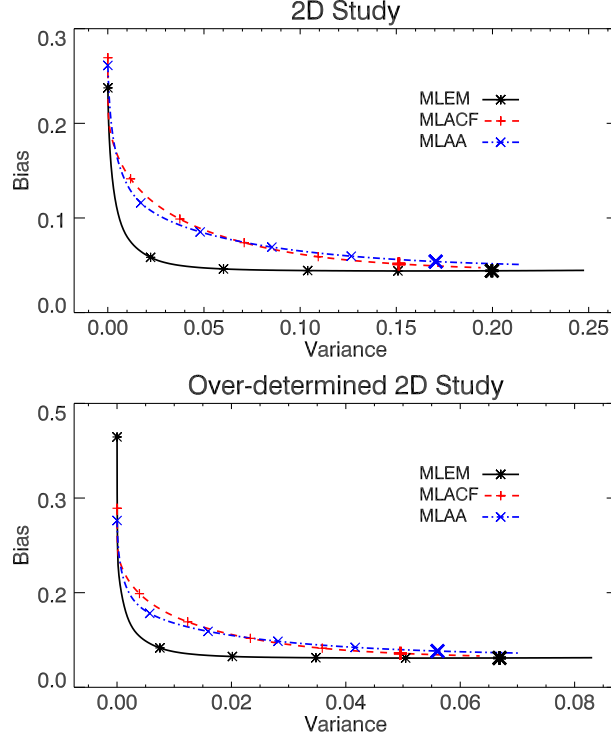 2D Study
0.3
0.2
0.1
0.0
Bias
MLEM
MLACF
MLAA
0.00 0.05 0.10 0.15 0.20 0.25
Variance
Over-determined 2D Study
0.5
0.3
0.2
0.0
Bias
MLEM
MLACF
MLAA
0.00 0.02 0.04 0.06 0.08
Variance